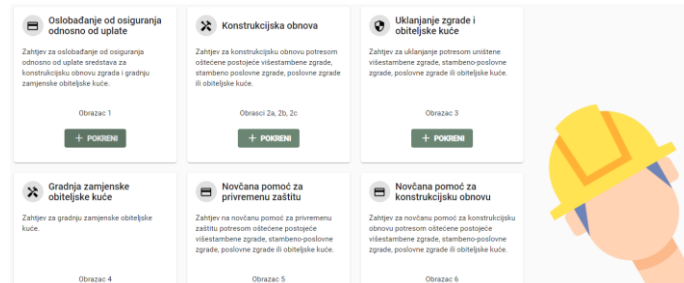 Oslobađanje od osiguranja
odnosno od uplate
Zahtjev za oslobađanje od osiguranja
odnosno od uplate sredstava za
konstrukcijsku obnovu zgrada i gradnju
zamjenske obiteljske kuće.
Obrazac 1
+ POKRENI
Konstrukcijska obnova
Zahtjev za konstrukcijsku obnovu potresom
oštećene postojeće višestambene zgrade,
stambeno poslovne zgrade, poslovne zgrade
ili obiteljske kuće.
Obrasci 2a, 2b, 2c
+ POKRENI
Uklanjanje zgrade i
obiteljske kuće
Zahtjev za uklanjanje potresom uništene
višestambene zgrade, stambeno-poslovne
zgrade, poslovne zgrade ili obiteljske kuće.
Obrazac 3
+ POKRENI
Gradnja zamjenske
obiteljske kuće
Zahtjev za gradnju zamjenske obiteljske
kuće.
Obrazac 4
Novčana pomoć za
privremenu zaštitu
Zahtjev na novčanu pomoć za privremenu
zaštitu potresom oštećene postojeće
višestambene zgrade, stambeno-poslovne
zgrade, poslovne zgrade ili obiteljske kuće.
Obrazac 5
Novčana pomoć za
konstrukcijsku obnovu
Zahtjev za novčanu pomoć za konstrukcijsku
obnovu potresom oštećene postojeće
višestambene zgrade, stambeno-poslovne
zgrade, poslovne zgrade ili obiteljske kuće.
Obrazac 6